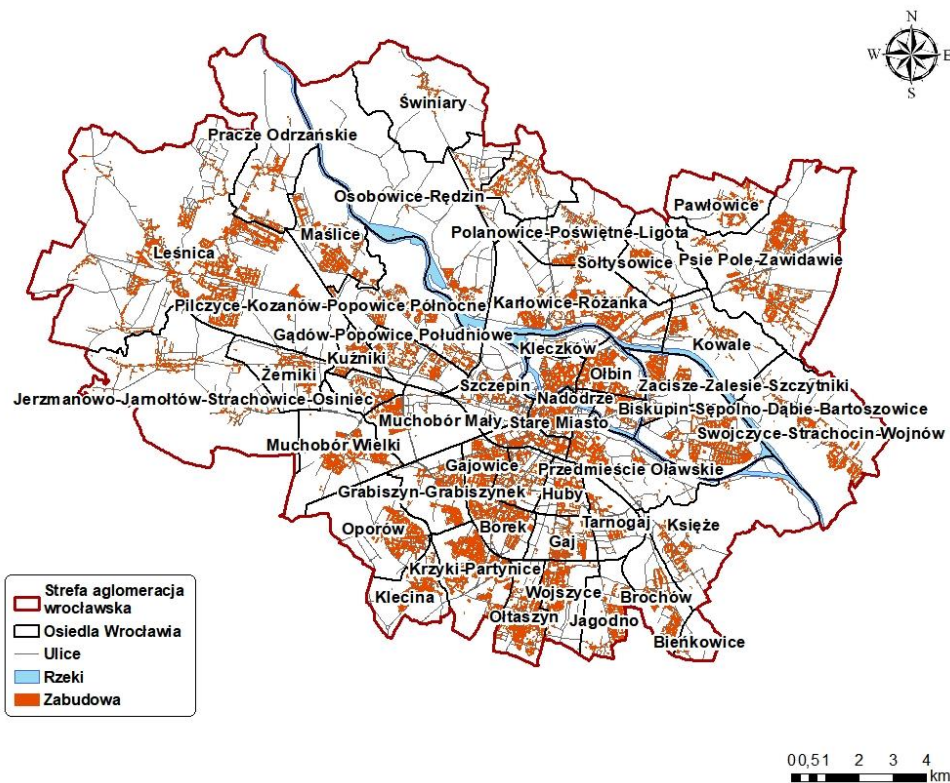 N
W E
S
Świniary
Pracze Odrzańskie
Osobowice-Rędzin
Pawłowice
Polanowice-Poświętne-Ligota
Maślice
Leśnica
Sołtysowice
Psie Pole-Zawidawie
Pilczyce-Kozanów-Popowice Północne
Karłowice-Różanka
Gądów-Popowice Południowe
Kowale
Kuźniki
Kleczków
Żerniki
Ołbin
Szczepin
Zacisze-Zalesie-Szczytniki
Jerzmanowo-Jarnołtów-Strachowice-Osiniec
Nadodrze
Biskupin-Sępolno-Dąbie-Bartoszowice
Muchobór Mały
Stare Miasto
Swojczyce-Strachocin-Wojnów
Muchobór Wielki
Gajowice
Przedmieście Oławskie
Grabiszyn-Grabiszynek
Huby
Oporów
Borek
Tarnogaj
Księże
Gaj
Krzyki-Partynice
Klecina
Wojszyce
Brochów
Ołtaszyn
Jagodno
Bieńkowice
Strefa aglomeracja
wrocławska
Osiedla Wrocławia
Ulice
Rzeki
Zabudowa
0 0,5 1 2 3 4
km